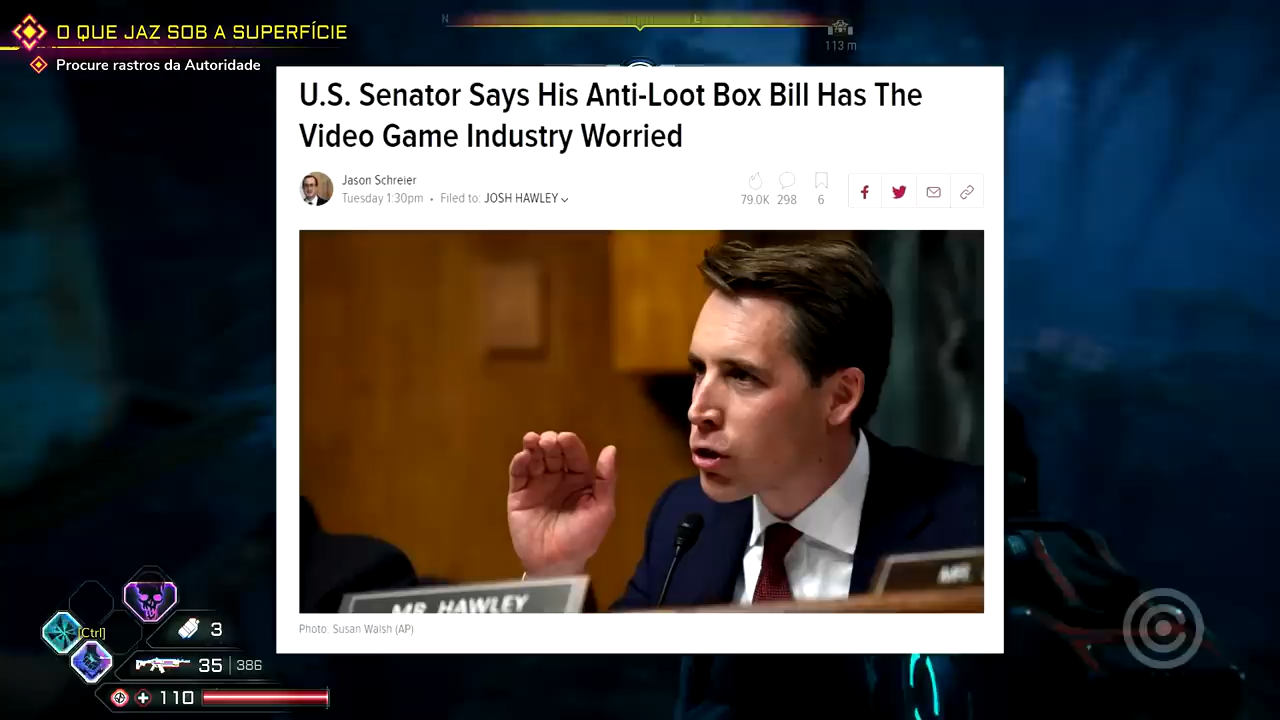 O QUE JAZ SOB A SUPERFÍCIE
Procure rastros da Autoridade
N
E
113 m
U.S. Senator Says His Anti-Loot Box Bill Has The
Video Game Industry Worried
Jason Schreier
Tuesday 1:30pm • Filed to: JOSH HAWLEY
79.0K 298 6
MR. HAWLEY
MR.
Photo: Susan Walsh (AP)
3
[Ctrl]
35 | 386
110